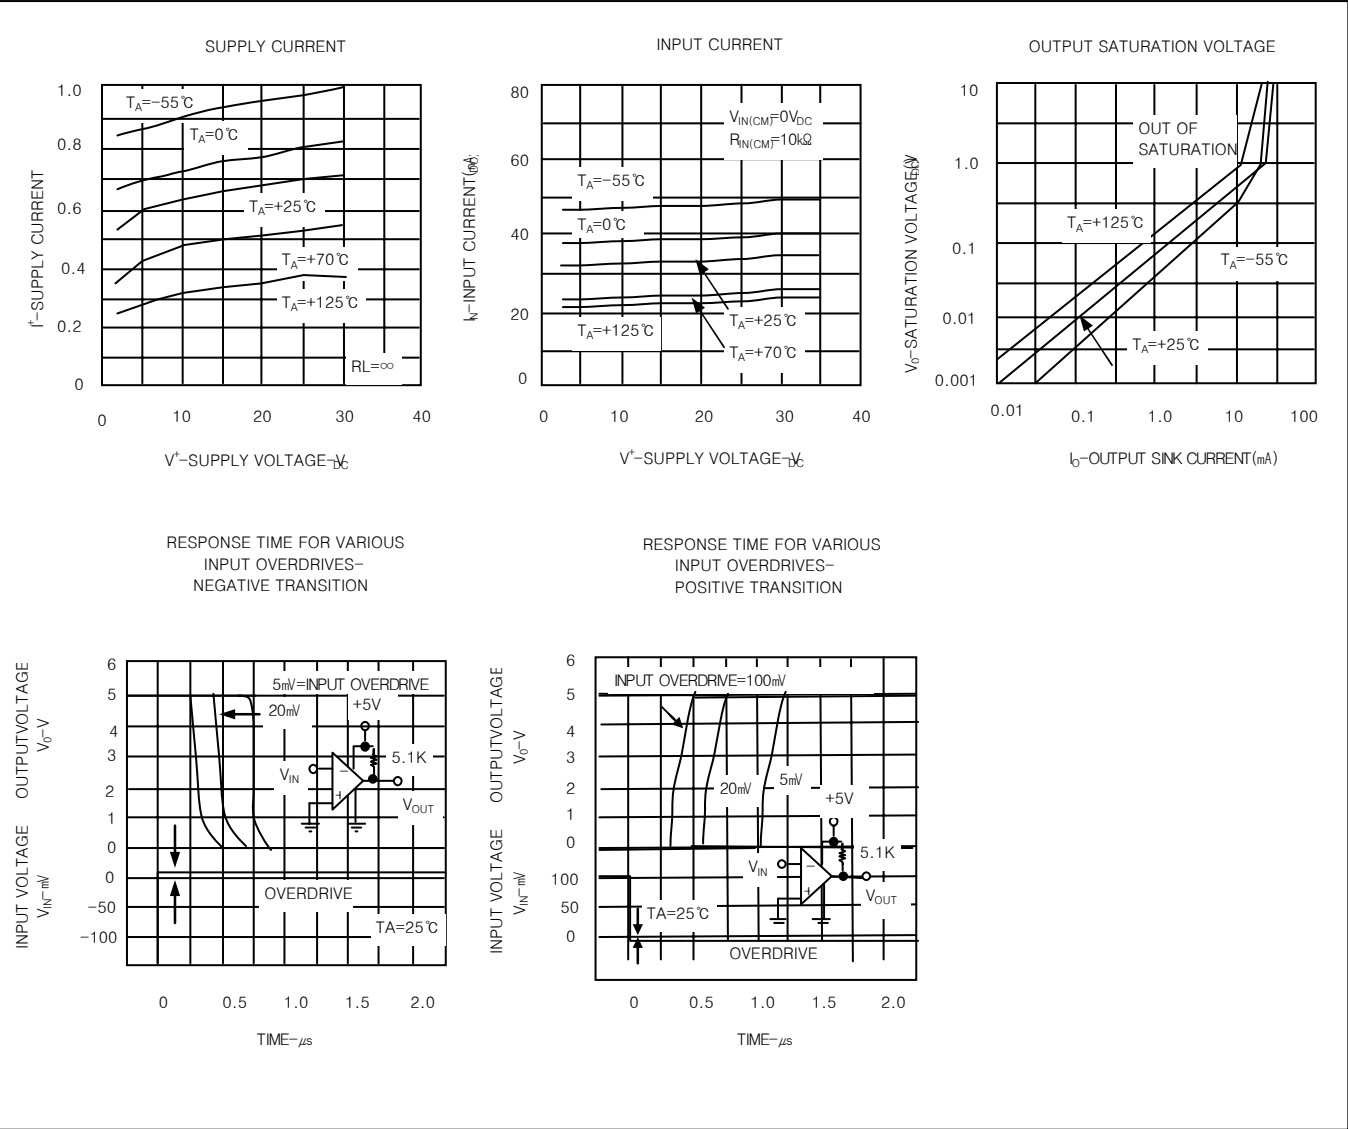 SUPPLY CURRENT
1.0
0.8
0.6
0.4
0.2
0
I⁺-SUPPLY CURRENT
TA=-55℃
TA=0℃
TA=+25℃
TA=+70℃
TA=+125℃
RL=∞
0 10 20 30 40
V⁺-SUPPLY VOLTAGE-VDC
INPUT CURRENT
80
60
40
20
0
IIN-INPUT CURRENT
VIN(CM)=0VDC
RIN(CM)=10kΩ
TA=-55℃
TA=0℃
TA=+25℃
TA=+125℃
TA=+70℃
0 10 20 30 40
V⁺-SUPPLY VOLTAGE-VDC
OUTPUT SATURATION VOLTAGE
10
1.0
0.1
0.01
0.001
V0-SATURATION VOLTAGE
OUT OF
SATURATION
TA=+125℃
TA=-55℃
TA=+25℃
0.01 0.1 1.0 10 100
IO-OUTPUT SINK CURRENT(mA)
RESPONSE TIME FOR VARIOUS
INPUT OVERDRIVES-
NEGATIVE TRANSITION
6
5
4
3
2
1
0
0
-50
-100
OUTPUTVOLTAGE
V0-V
INPUT VOLTAGE
VIN-mV
5mV=INPUT OVERDRIVE
20mV
+5V
5.1K
VIN
VOUT
OVERDRIVE
TA=25℃
0 0.5 1.0 1.5 2.0
TIME-μs
RESPONSE TIME FOR VARIOUS
INPUT OVERDRIVES-
POSITIVE TRANSITION
6
5
4
3
2
1
0
100
50
0
OUTPUTVOLTAGE
V0-V
INPUT VOLTAGE
VIN-mV
INPUT OVERDRIVE=100mV
20mV
5mV
+5V
5.1K
VIN
VOUT
TA=25℃
OVERDRIVE
0 0.5 1.0 1.5 2.0
TIME-μs